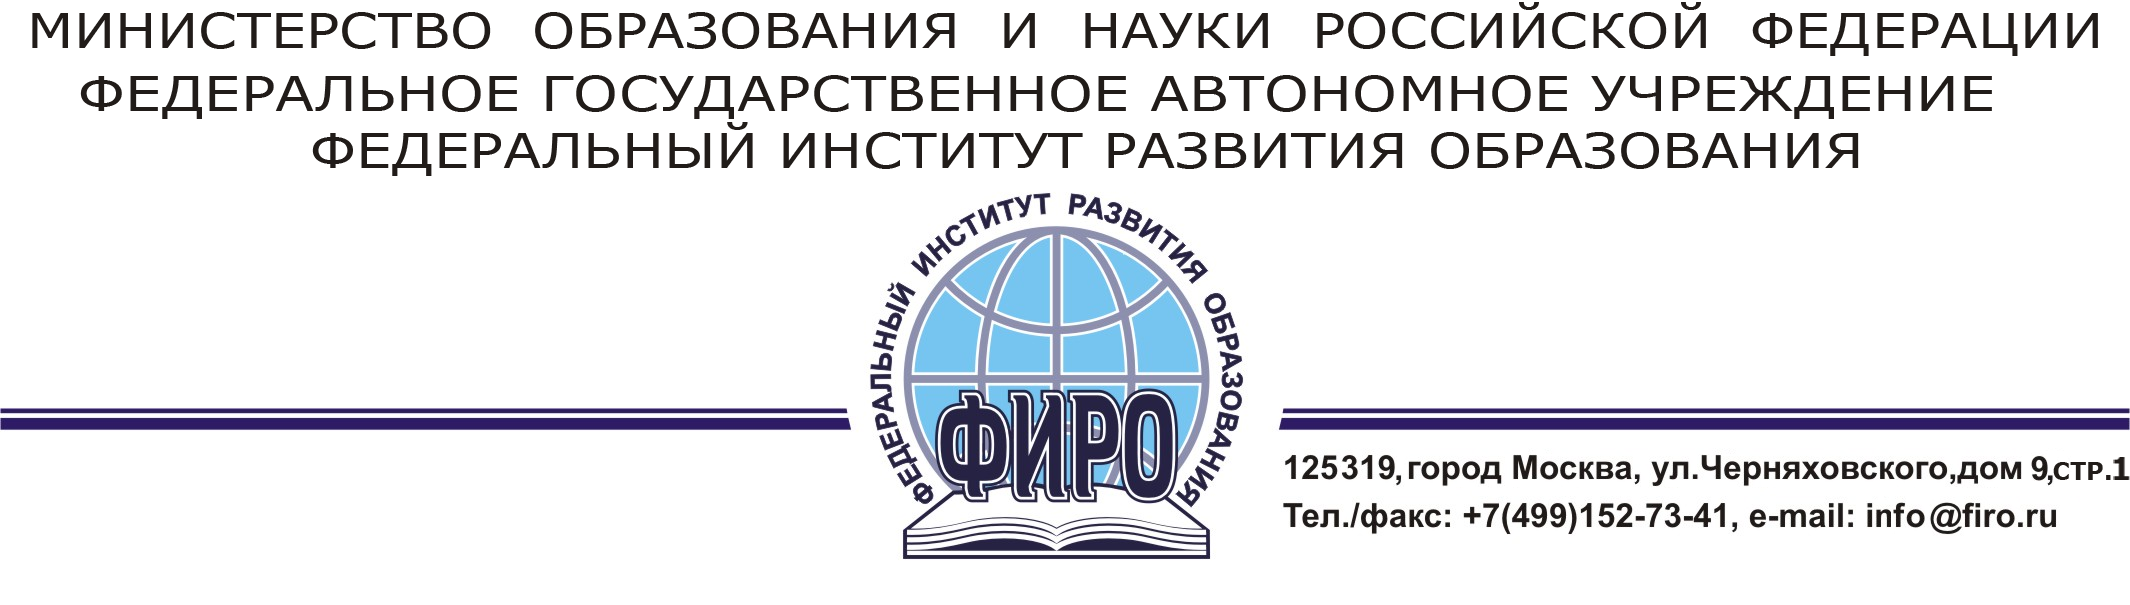 МИНИСТЕРСТВО ОБРАЗОВАНИЯ И НАУКИ РОССИЙСКОЙ ФЕДЕРАЦИИ
ФЕДЕРАЛЬНОЕ ГОСУДАРСТВЕННОЕ АВТОНОМНОЕ УЧРЕЖДЕНИЕ
ФЕДЕРАЛЬНЫЙ ИНСТИТУТ РАЗВИТИЯ ОБРАЗОВАНИЯ
ФЕДЕРАЛЬНЫЙ ИНСТИТУТ РАЗВИТИЯ ОБРАЗОВАНИЯ
ФИРО
125319, город Москва, ул.Черняховского,дом 9,стр.1
Тел./факс: +7(499)152-73-41, e-mail: info@firo.ru